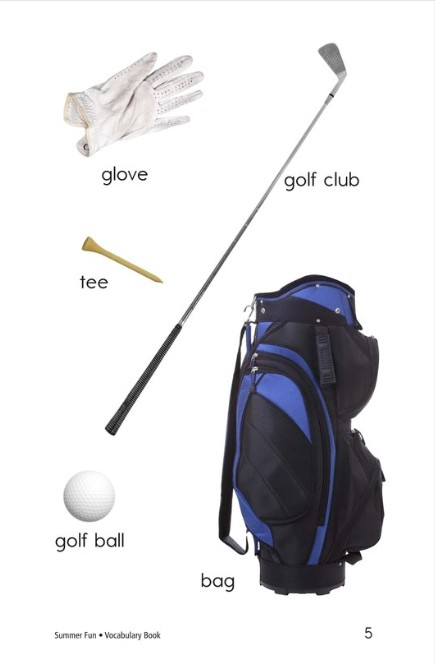 glove
golf club
tee
golf ball
bag
Summer Fun • Vocabulary Book
5